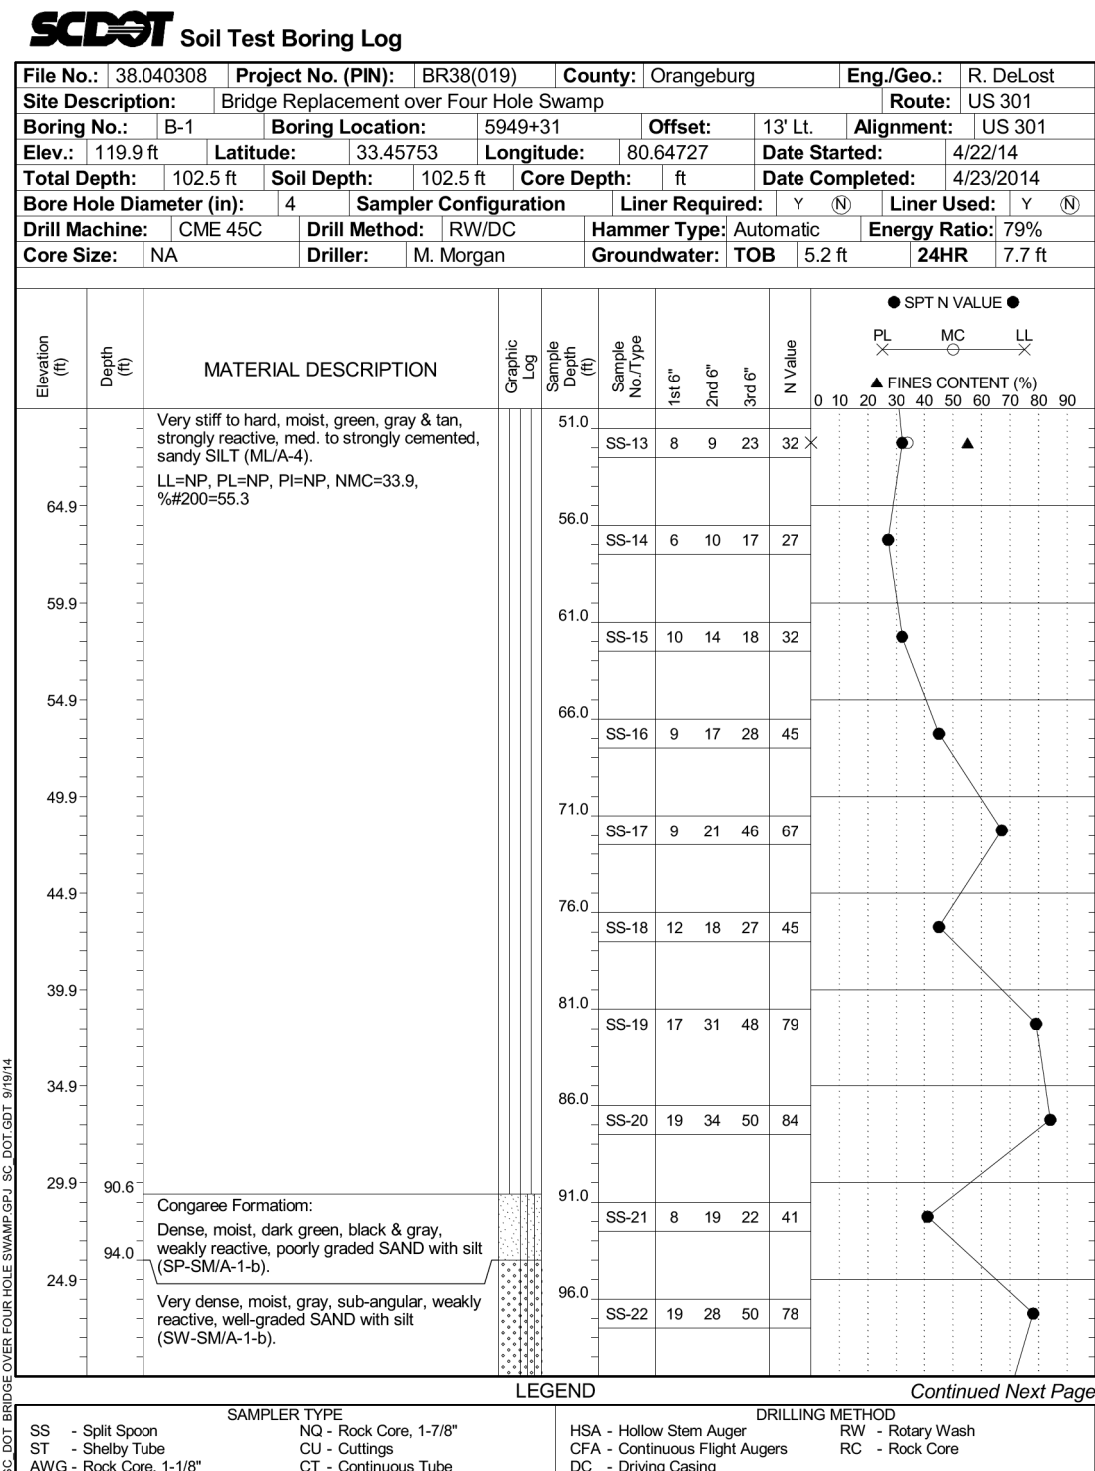 SCDOT Soil Test Boring Log
File No.: 38.040308 Project No. (PIN): BR38(019) County: Orangeburg Eng./Geo.: R. DeLost
Site Description: Bridge Replacement over Four Hole Swamp Route: US 301
Boring No.: B-1 Boring Location: 5949+31 Offset: 13' Lt. Alignment: US 301
Elev.: 119.9 ft Latitude: 33.45753 Longitude: 80.64727 Date Started: 4/22/14
Total Depth: 102.5 ft Soil Depth: 102.5 ft Core Depth: ft Date Completed: 4/23/2014
Bore Hole Diameter (in): 4 Sampler Configuration Liner Required: Y N Liner Used: Y N
Drill Machine: CME 45C Drill Method: RW/DC Hammer Type: Automatic Energy Ratio: 79%
Core Size: NA Driller: M. Morgan Groundwater: TOB 5.2 ft 24HR 7.7 ft
Elevation (ft) Depth (ft) MATERIAL DESCRIPTION Graphic Log Sample Depth (ft) Sample No./Type 1st 6" 2nd 6" 3rd 6" N Value
● SPT N VALUE ●
PL MC LL
▲ FINES CONTENT (%)
0 10 20 30 40 50 60 70 80 90
Very stiff to hard, moist, green, gray & tan,
strongly reactive, med. to strongly cemented,
sandy SILT (ML/A-4).
LL=NP, PL=NP, PI=NP, NMC=33.9,
%#200=55.3
51.0
SS-13 8 9 23 32
64.9
56.0
SS-14 6 10 17 27
59.9
61.0
SS-15 10 14 18 32
54.9
66.0
SS-16 9 17 28 45
49.9
71.0
SS-17 9 21 46 67
44.9
76.0
SS-18 12 18 27 45
39.9
81.0
SS-19 17 31 48 79
34.9
86.0
SS-20 19 34 50 84
29.9
90.6
91.0
Congaree Formatiom:
SS-21 8 19 22 41
Dense, moist, dark green, black & gray,
weakly reactive, poorly graded SAND with silt
(SP-SM/A-1-b).
94.0
24.9
96.0
Very dense, moist, gray, sub-angular, weakly
reactive, well-graded SAND with silt
(SW-SM/A-1-b).
SS-22 19 28 50 78
LEGEND
Continued Next Page
SAMPLER TYPE
SS - Split Spoon NQ - Rock Core, 1-7/8"
ST - Shelby Tube CU - Cuttings
AWG - Rock Core, 1-1/8" CT - Continuous Tube
DRILLING METHOD
HSA - Hollow Stem Auger RW - Rotary Wash
CFA - Continuous Flight Augers RC - Rock Core
DC - Driving Casing
SC_DOT BRIDGE OVER FOUR HOLE SWAMP.GPJ SC_DOT.GDT 9/19/14